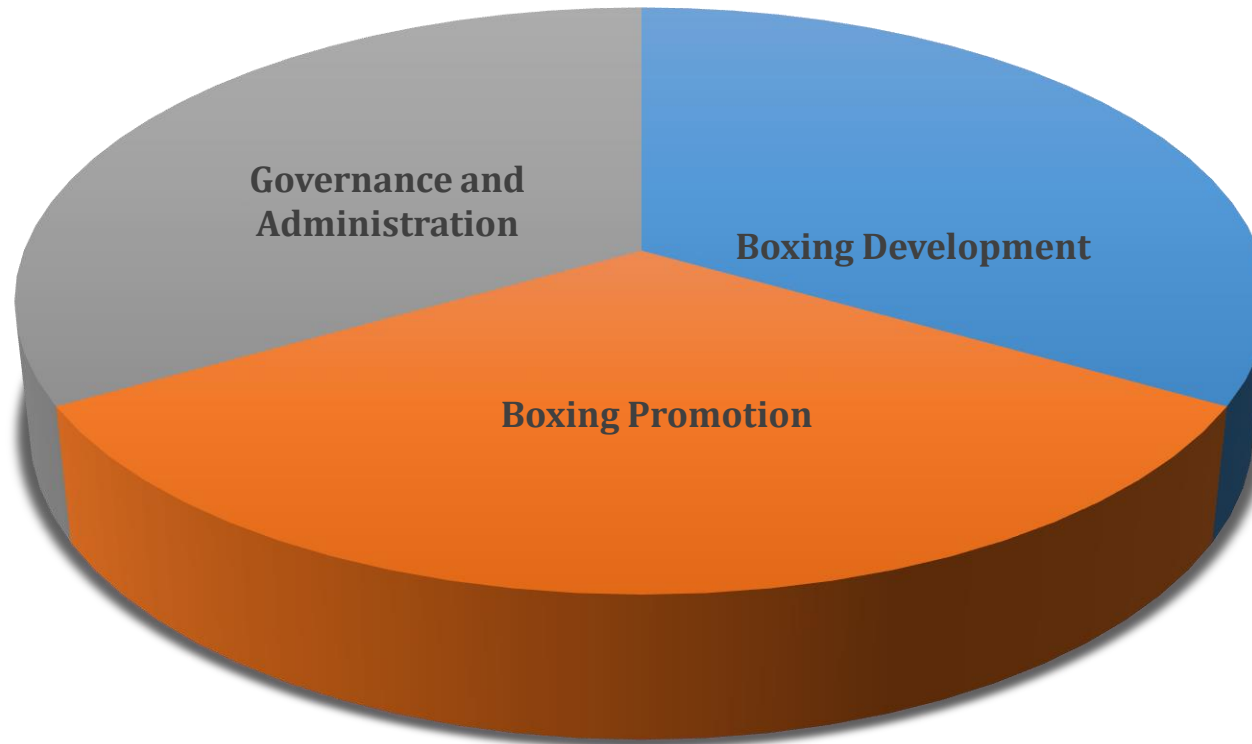 Governance and
Administration
Boxing Development
Boxing Promotion